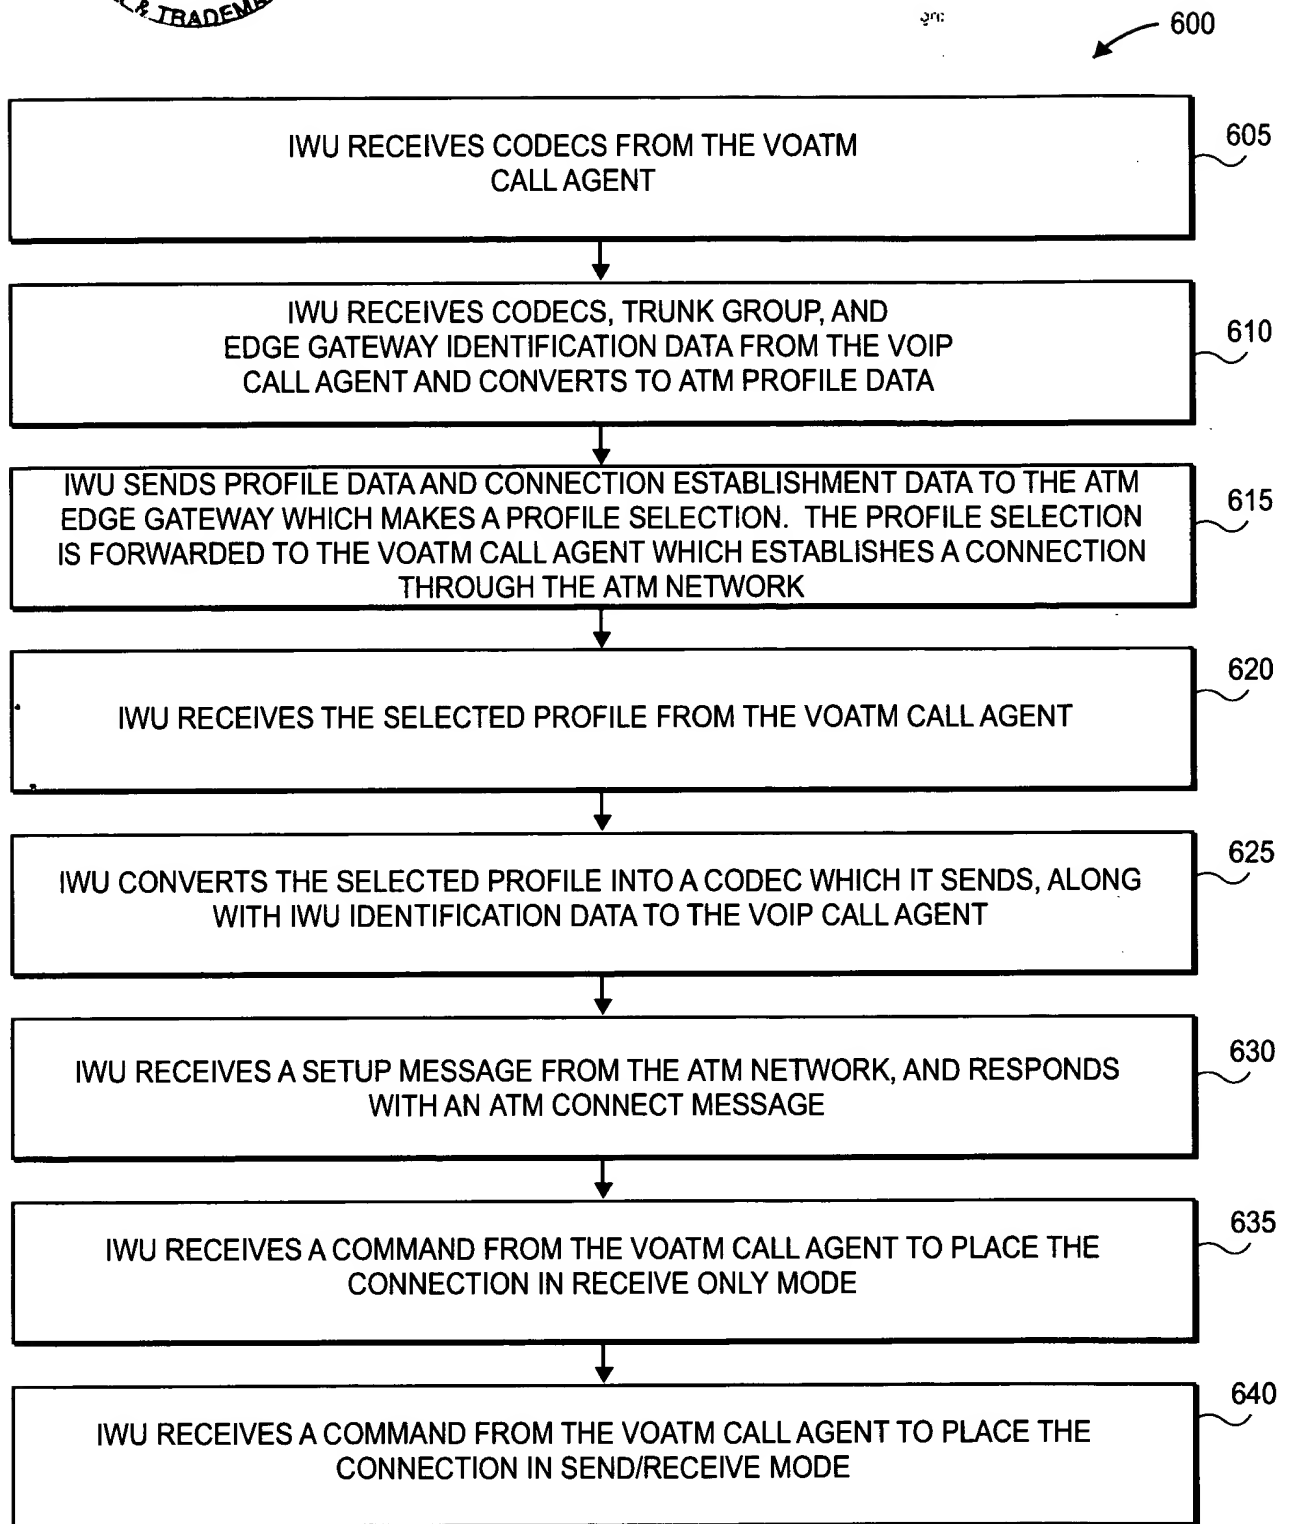 & TRADEMA
600
IWU RECEIVES CODECS FROM THE VOATM
CALL AGENT
605
IWU RECEIVES CODECS, TRUNK GROUP, AND
EDGE GATEWAY IDENTIFICATION DATA FROM THE VOIP
CALL AGENT AND CONVERTS TO ATM PROFILE DATA
610
IWU SENDS PROFILE DATA AND CONNECTION ESTABLISHMENT DATA TO THE ATM
EDGE GATEWAY WHICH MAKES A PROFILE SELECTION. THE PROFILE SELECTION
IS FORWARDED TO THE VOATM CALL AGENT WHICH ESTABLISHES A CONNECTION
THROUGH THE ATM NETWORK
615
IWU RECEIVES THE SELECTED PROFILE FROM THE VOATM CALL AGENT
620
IWU CONVERTS THE SELECTED PROFILE INTO A CODEC WHICH IT SENDS, ALONG
WITH IWU IDENTIFICATION DATA TO THE VOIP CALL AGENT
625
IWU RECEIVES A SETUP MESSAGE FROM THE ATM NETWORK, AND RESPONDS
WITH AN ATM CONNECT MESSAGE
630
IWU RECEIVES A COMMAND FROM THE VOATM CALL AGENT TO PLACE THE
CONNECTION IN RECEIVE ONLY MODE
635
IWU RECEIVES A COMMAND FROM THE VOATM CALL AGENT TO PLACE THE
CONNECTION IN SEND/RECEIVE MODE
640